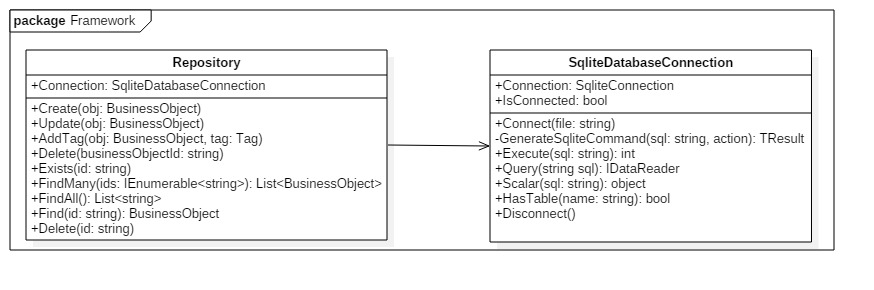 package Framework
Repository
+Connection: SqliteDatabaseConnection
+Create(obj: BusinessObject)
+Update(obj: BusinessObject)
+AddTag(obj: BusinessObject, tag: Tag)
+Delete(businessObjectId: string)
+Exists(id: string)
+FindMany(ids: IEnumerable<string>): List<BusinessObject>
+FindAll(): List<string>
+Find(id: string): BusinessObject
+Delete(id: string)
SqliteDatabaseConnection
+Connection: SqliteConnection
+IsConnected: bool
+Connect(file: string)
-GenerateSqliteCommand(sql: string, action): TResult
+Execute(sql: string): int
+Query(string sql): IDataReader
+Scalar(sql: string): object
+HasTable(name: string): bool
+Disconnect()